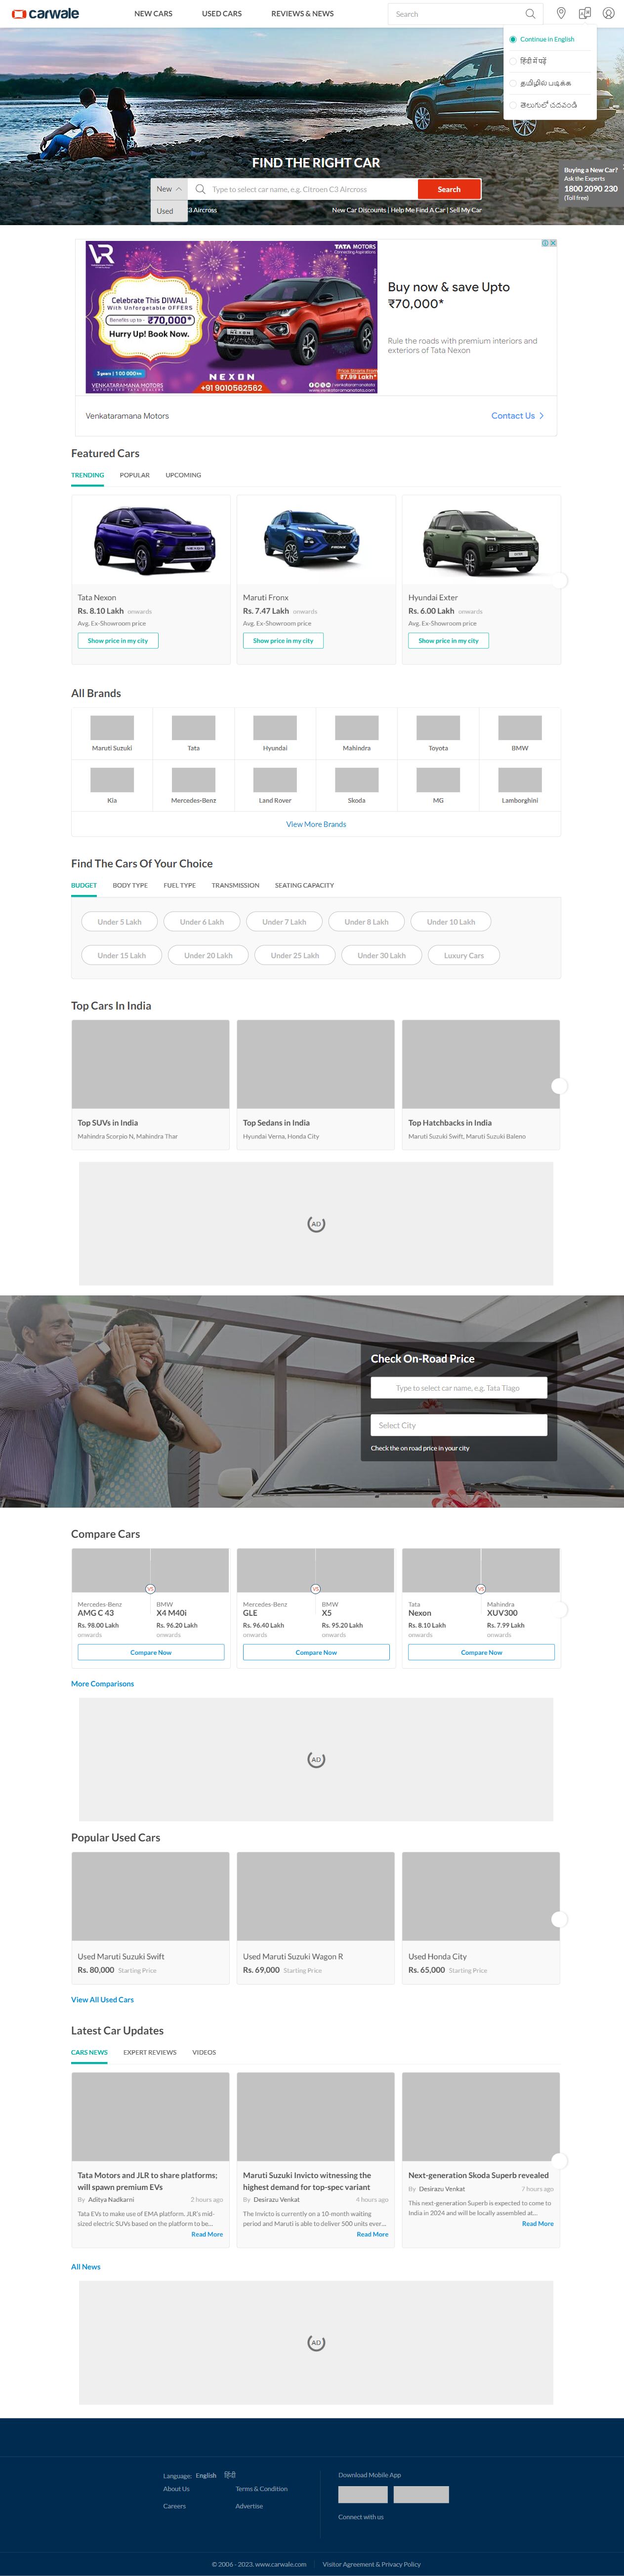 carwale
NEW CARS
USED CARS
REVIEWS & NEWS
Search
Continue in English
हिंदी में पढ़ें
தமிழில் படிக்க
తెలుగులో చదవండి
FIND THE RIGHT CAR
New
Type to select car name, e.g. Citroen C3 Aircross
Search
Used
C3 Aircross
New Car Discounts | Help Me Find A Car | Sell My Car
Buying a New Car?
Ask the Experts
1800 2090 230
(Toll free)
VR
TATA MOTORS
Connecting Aspirations
Celebrate This DIWALI
With Unforgettable OFFERS
Benefits up to - ₹70,000*
Hurry Up! Book Now.
3 years | 1 00 000 km
NEXON
Price Starts From
₹7.99 Lakh*
VENKATARAMANA MOTORS
+91 9010562562
Buy now & save Upto
₹70,000*
Rule the roads with premium interiors and
exteriors of Tata Nexon
Venkataramana Motors
Contact Us
Featured Cars
TRENDING
POPULAR
UPCOMING
Tata Nexon
Rs. 8.10 Lakh onwards
Avg. Ex-Showroom price
Show price in my city
Maruti Fronx
Rs. 7.47 Lakh onwards
Avg. Ex-Showroom price
Show price in my city
Hyundai Exter
Rs. 6.00 Lakh onwards
Avg. Ex-Showroom price
Show price in my city
All Brands
Maruti Suzuki
Tata
Hyundai
Mahindra
Toyota
BMW
Kia
Mercedes-Benz
Land Rover
Skoda
MG
Lamborghini
View More Brands
Find The Cars Of Your Choice
BUDGET
BODY TYPE
FUEL TYPE
TRANSMISSION
SEATING CAPACITY
Under 5 Lakh
Under 6 Lakh
Under 7 Lakh
Under 8 Lakh
Under 10 Lakh
Under 15 Lakh
Under 20 Lakh
Under 25 Lakh
Under 30 Lakh
Luxury Cars
Top Cars In India
Top SUVs in India
Mahindra Scorpio N, Mahindra Thar
Top Sedans in India
Hyundai Verna, Honda City
Top Hatchbacks in India
Maruti Suzuki Swift, Maruti Suzuki Baleno
AD
Check On-Road Price
Type to select car name, e.g. Tata Tiago
Select City
Check the on road price in your city
Compare Cars
VS
Mercedes-Benz
AMG C 43
Rs. 98.00 Lakh
onwards
BMW
X4 M40i
Rs. 96.20 Lakh
onwards
Compare Now
VS
Mercedes-Benz
GLE
Rs. 96.40 Lakh
onwards
BMW
X5
Rs. 95.20 Lakh
onwards
Compare Now
VS
Tata
Nexon
Rs. 8.10 Lakh
onwards
Mahindra
XUV300
Rs. 7.99 Lakh
onwards
Compare Now
More Comparisons
AD
Popular Used Cars
Used Maruti Suzuki Swift
Rs. 80,000 Starting Price
Used Maruti Suzuki Wagon R
Rs. 69,000 Starting Price
Used Honda City
Rs. 65,000 Starting Price
View All Used Cars
Latest Car Updates
CARS NEWS
EXPERT REVIEWS
VIDEOS
Tata Motors and JLR to share platforms;
will spawn premium EVs
By Aditya Nadkarni
2 hours ago
Tata EVs to make use of EMA platform. JLR's mid-
sized electric SUVs based on the platform to be...
Read More
Maruti Suzuki Invicto witnessing the
highest demand for top-spec variant
By Desirazu Venkat
4 hours ago
The Invicto is currently on a 10-month waiting
period and Maruti is able to deliver 500 units ever...
Read More
Next-generation Skoda Superb revealed
By Desirazu Venkat
7 hours ago
This next-generation Superb is expected to come to
India in 2024 and will be locally assembled at...
Read More
All News
AD
Language: English हिंदी
About Us
Terms & Condition
Careers
Advertise
Download Mobile App
Connect with us
© 2006 - 2023. www.carwale.com
Visitor Agreement & Privacy Policy